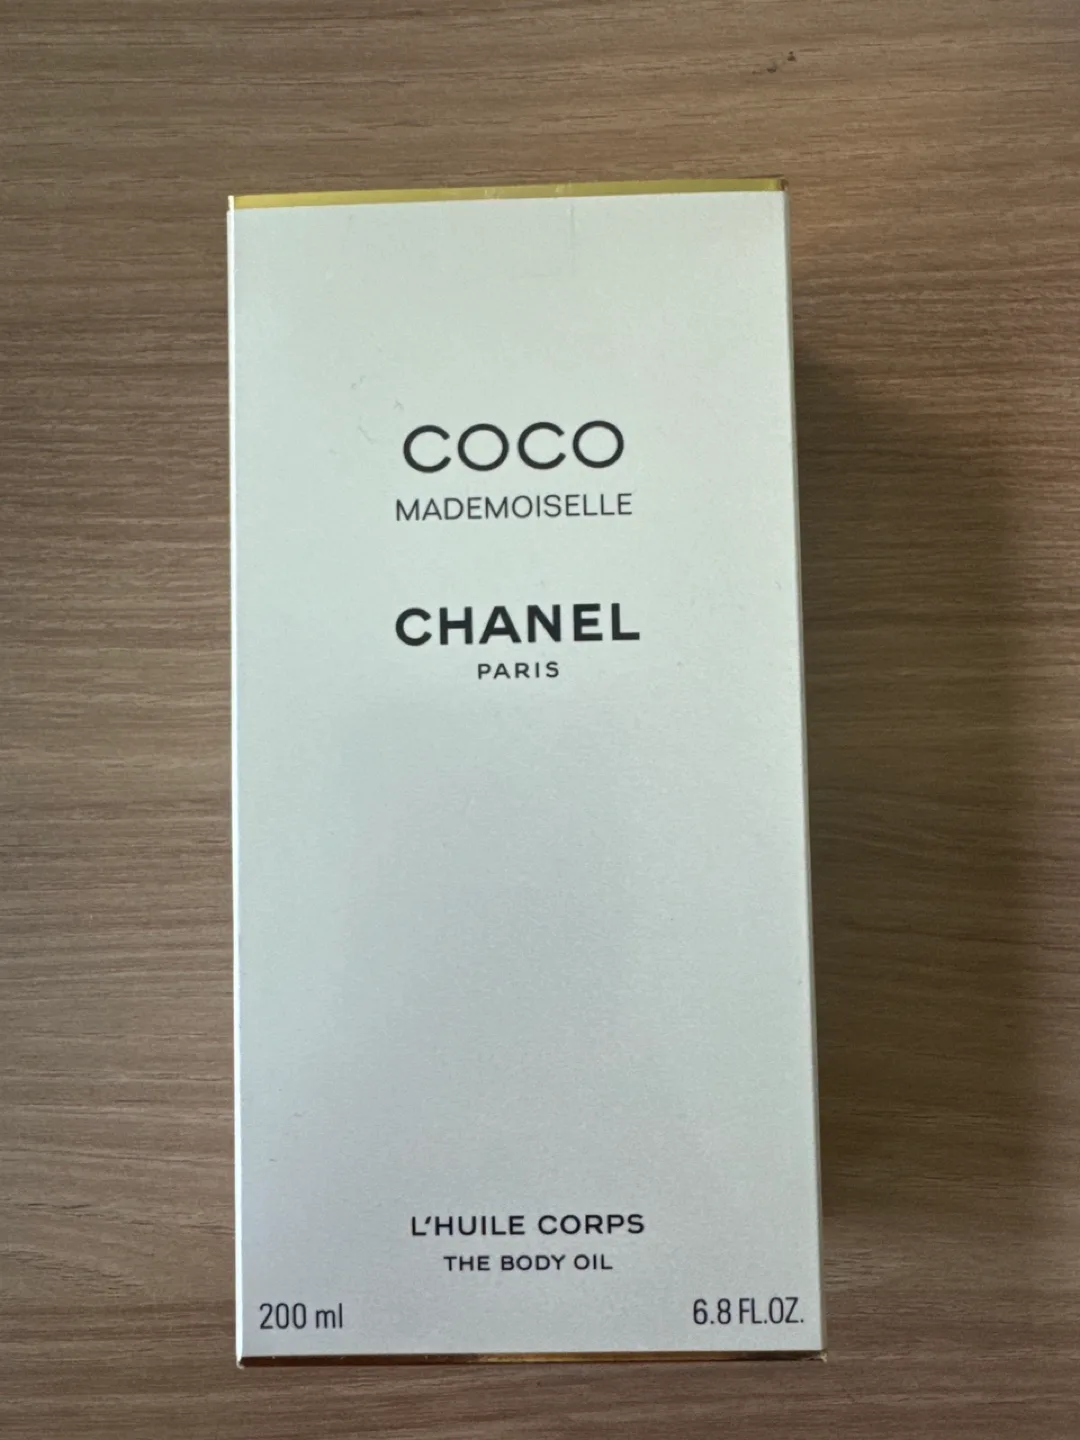 COCO
MADEMOISELLE
CHANEL
PARIS
L'HUILE CORPS
THE BODY OIL
200 ml 6.8 FL.OZ.